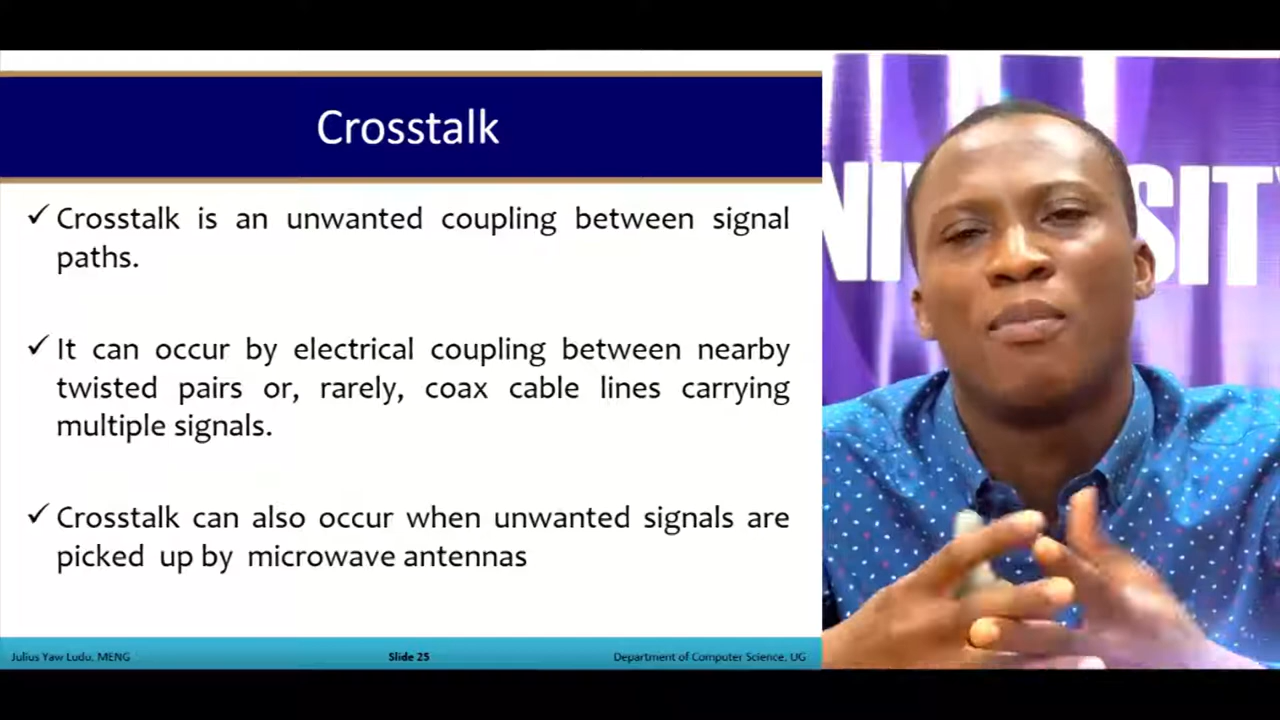 Crosstalk
✓ Crosstalk is an unwanted coupling between signal
paths.
✓ It can occur by electrical coupling between nearby
twisted pairs or, rarely, coax cable lines carrying
multiple signals.
✓ Crosstalk can also occur when unwanted signals are
picked up by microwave antennas
Julius Yaw Ludu, MENG
Slide 25
Department of Computer Science, UG